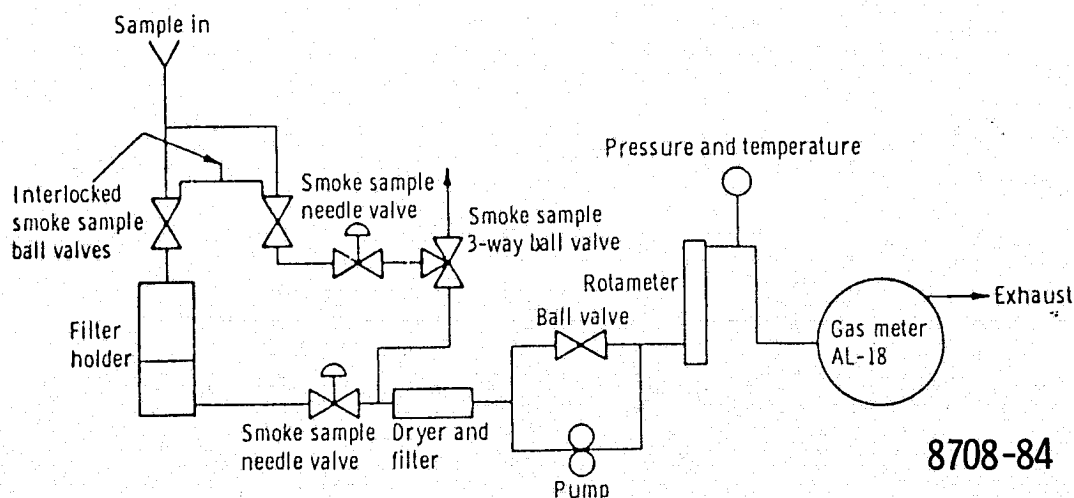 Sample in
Interlocked
smoke sample
ball valves
Smoke sample
needle valve
Smoke sample
3-way ball valve
Pressure and temperature
Rotameter
Exhaust
Gas meter
AL-18
Filter
holder
Ball valve
Smoke sample
needle valve
Dryer and
filter
Pump
8708-84